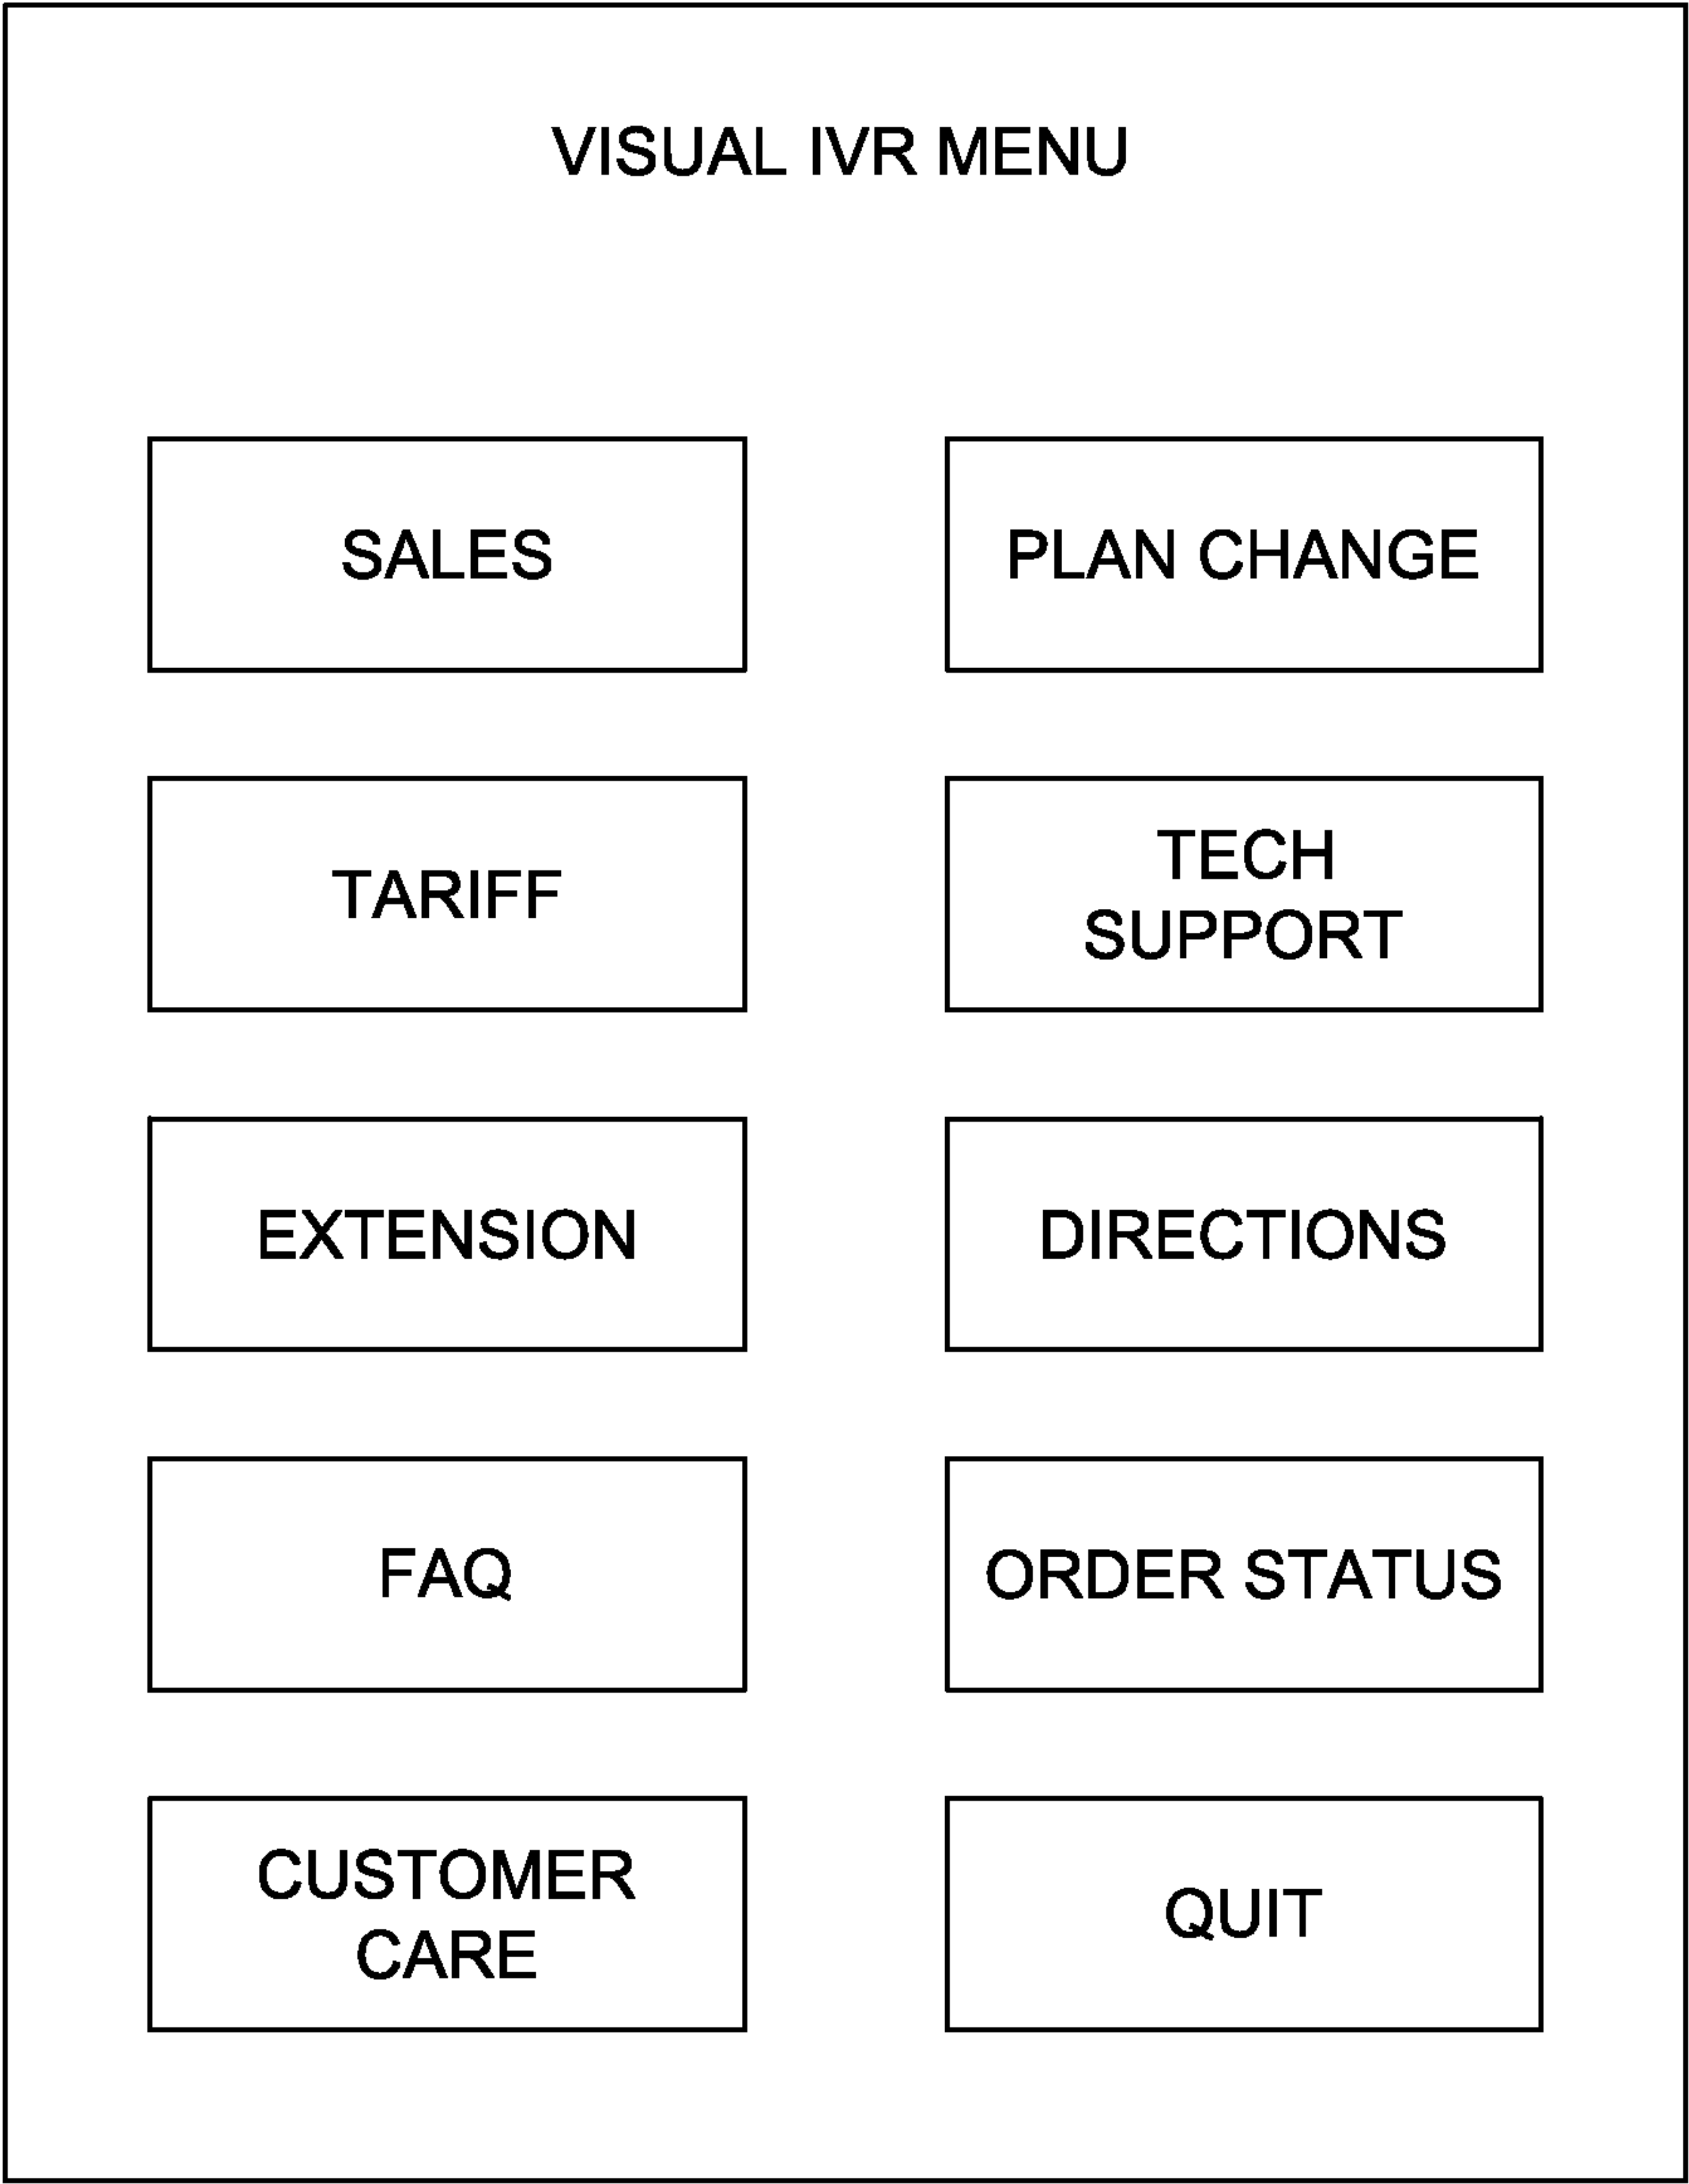 VISUAL IVR MENU
SALES
PLAN CHANGE
TARIFF
TECH
SUPPORT
EXTENSION
DIRECTIONS
FAQ
ORDER STATUS
CUSTOMER
CARE
QUIT